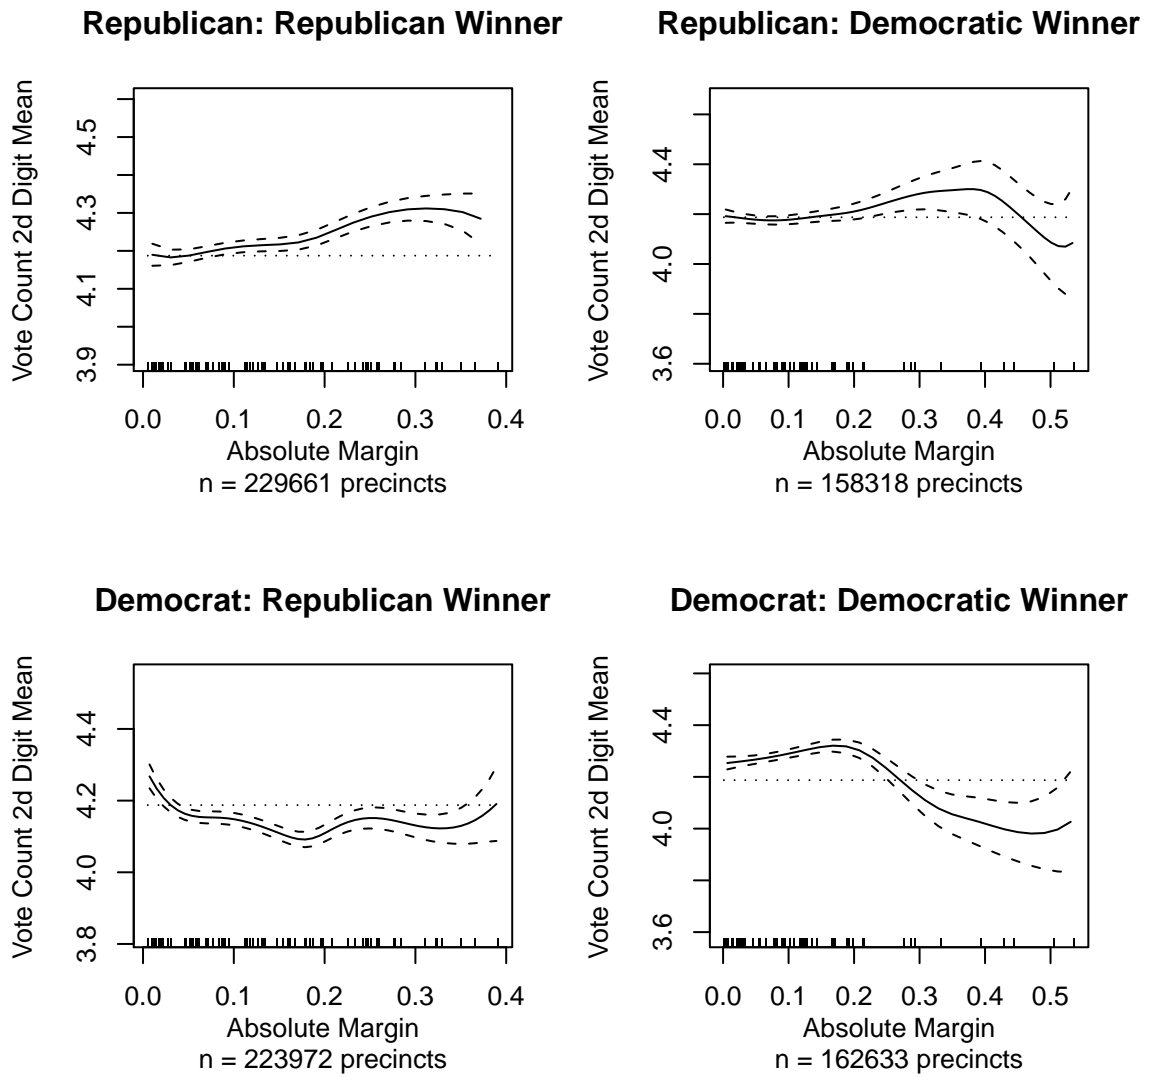 Republican: Republican Winner
Vote Count 2d Digit Mean
3.9 4.1 4.3 4.5
0.0 0.1 0.2 0.3 0.4
Absolute Margin
n = 229661 precincts
Republican: Democratic Winner
Vote Count 2d Digit Mean
3.6 4.0 4.4
0.0 0.1 0.2 0.3 0.4 0.5
Absolute Margin
n = 158318 precincts
Democrat: Republican Winner
Vote Count 2d Digit Mean
3.8 4.0 4.2 4.4
0.0 0.1 0.2 0.3 0.4
Absolute Margin
n = 223972 precincts
Democrat: Democratic Winner
Vote Count 2d Digit Mean
3.6 4.0 4.4
0.0 0.1 0.2 0.3 0.4 0.5
Absolute Margin
n = 162633 precincts